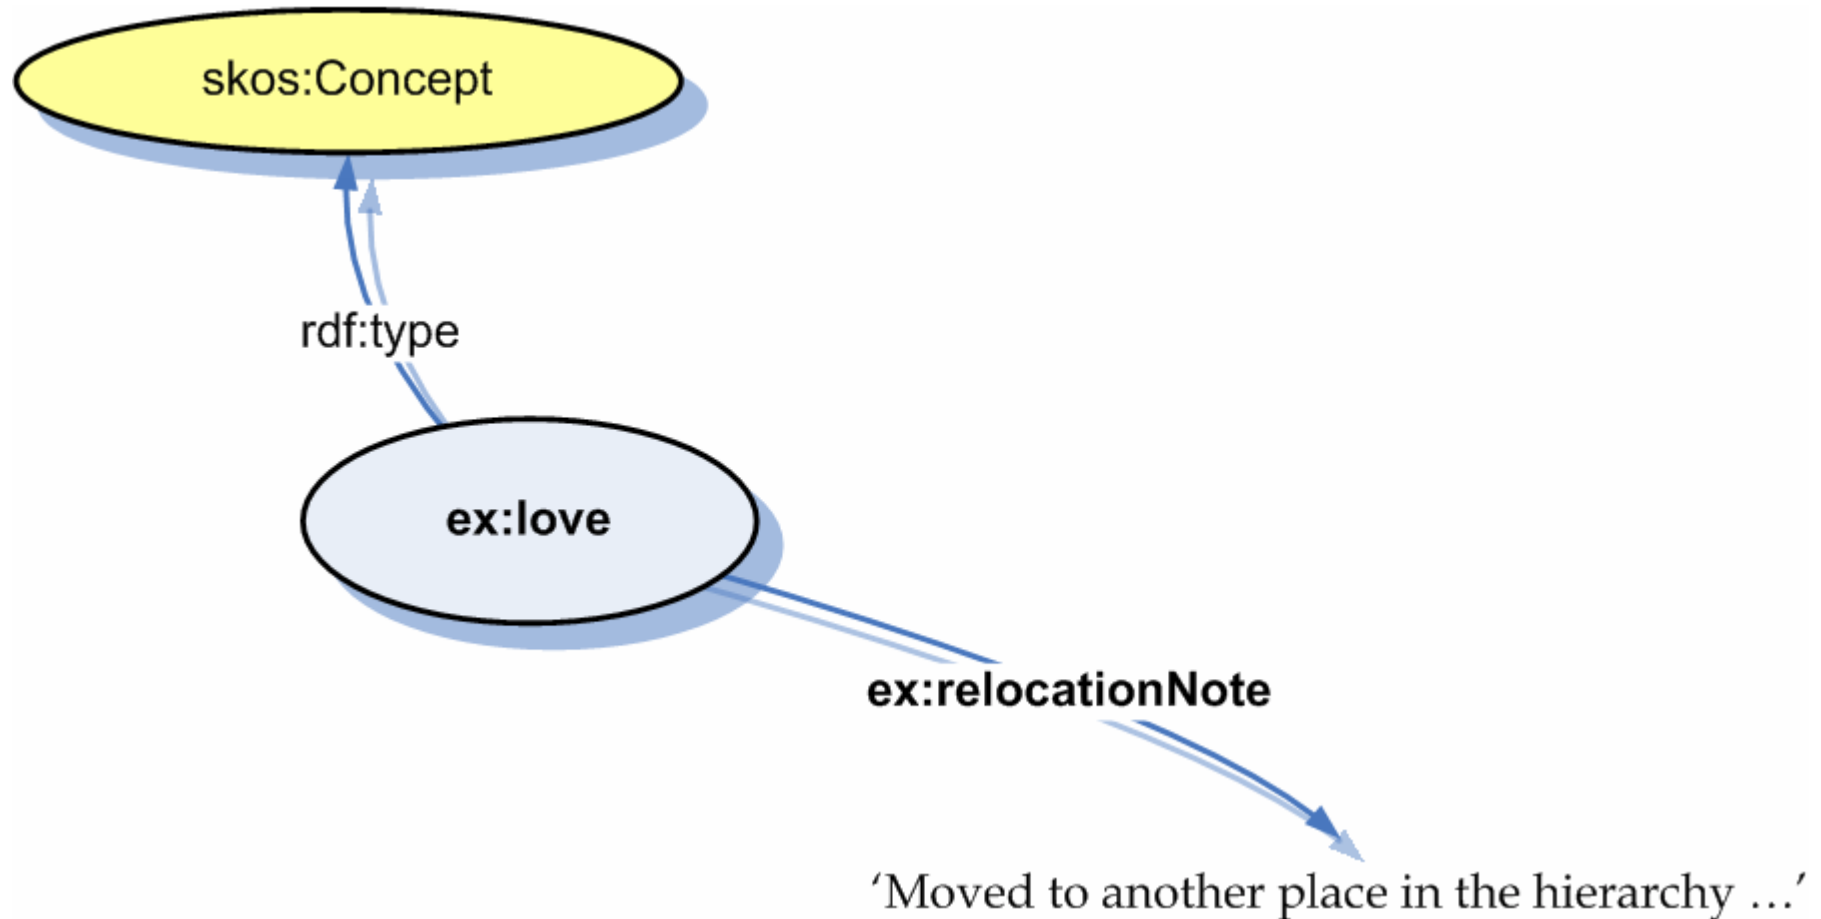 skos:Concept
rdf:type
ex:love
ex:relocationNote
‘Moved to another place in the hierarchy …’